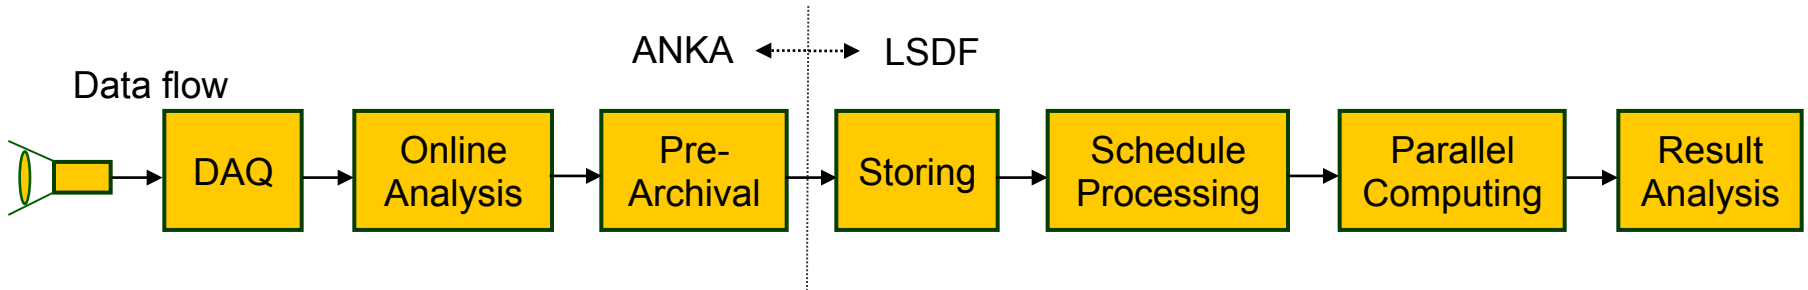 ANKA
LSDF
Data flow
DAQ
Online
Analysis
Pre-
Archival
Storing
Schedule
Processing
Parallel
Computing
Result
Analysis